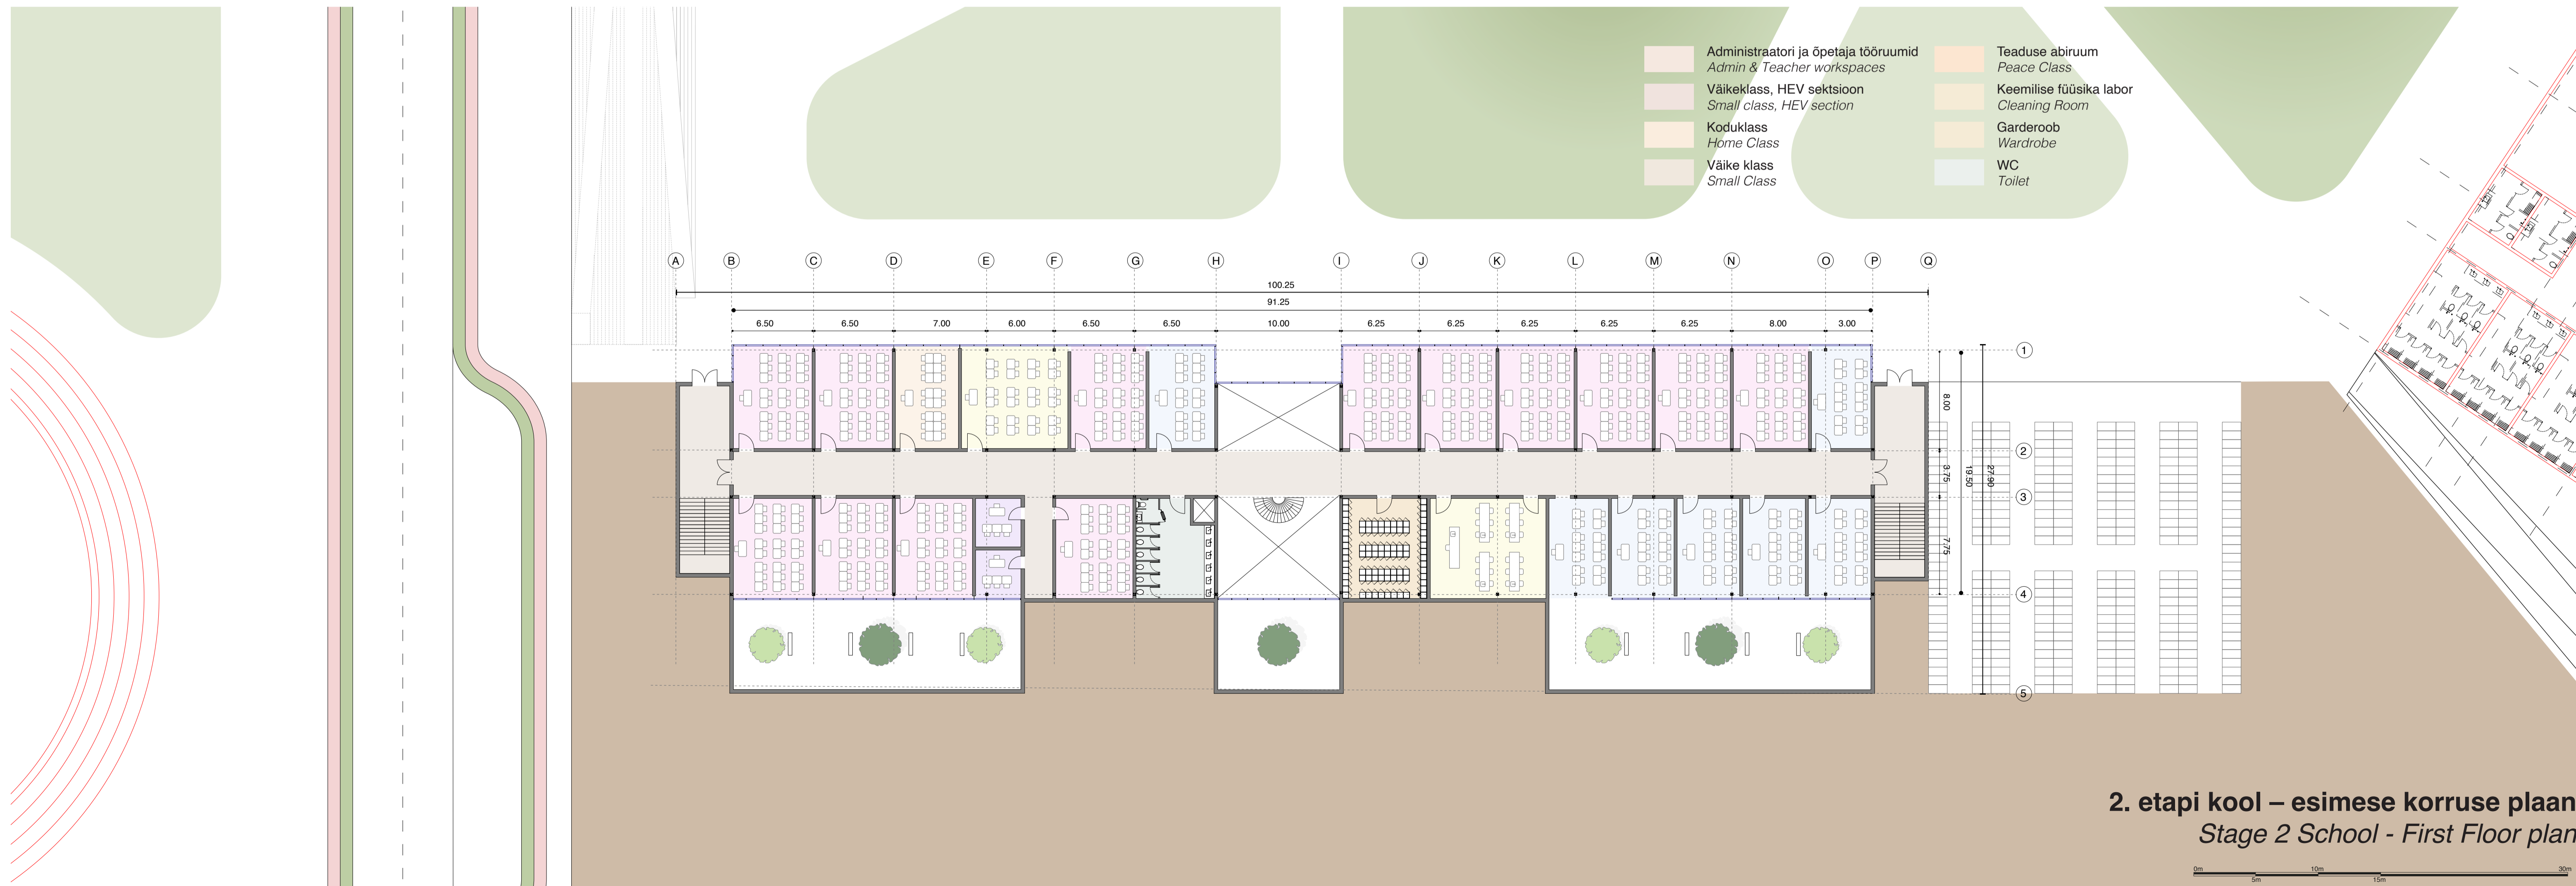 Administraatori ja õpetaja tööruumid
Admin & Teacher workspaces
Väikeklass, HEV sektsioon
Small class, HEV section
Koduklass
Home Class
Väike klass
Small Class
Teaduse abiruum
Peace Class
Keemilise füüsika labor
Cleaning Room
Garderoob
Wardrobe
WC
Toilet
A B C D E F G H I J K L M N O P Q
100.25
91.25
6.50 6.50 7.00 6.00 6.50 6.50 10.00 6.25 6.25 6.25 6.25 6.25 8.00 3.00
1
8.00
2
3.75 19.50 27.90
3
7.75
4
5
2. etapi kool – esimese korruse plaan
Stage 2 School - First Floor plan
0m 10m 30m
5m 15m